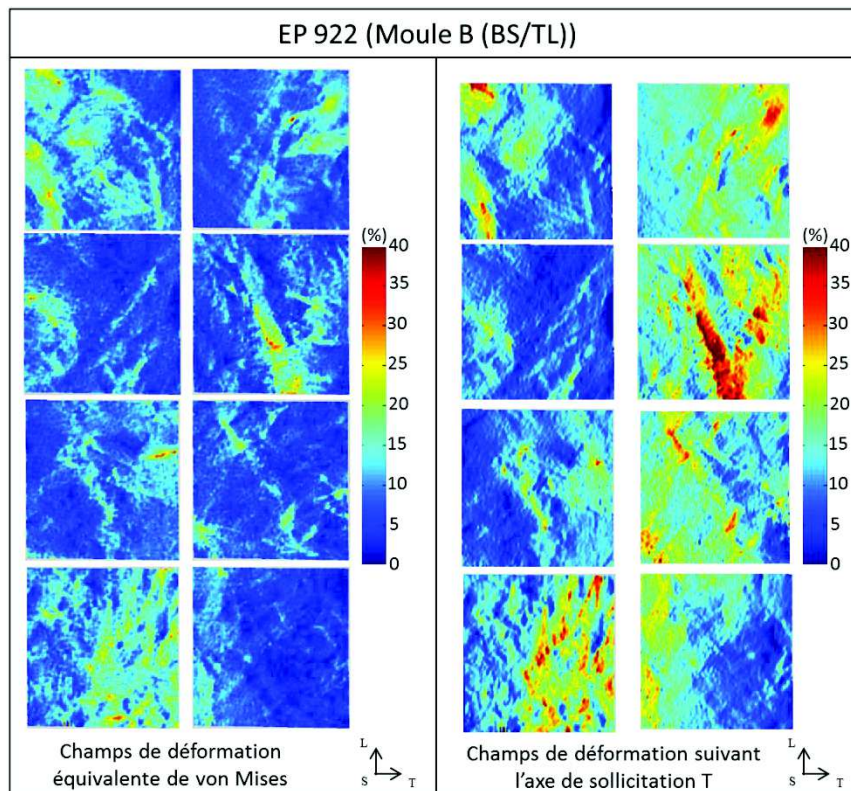 EP 922 (Moule B (BS/TL))
(%)
40
35
30
25
20
15
10
5
0
Champs de déformation
équivalente de von Mises
L
S
T
(%)
40
35
30
25
20
15
10
5
0
Champs de déformation suivant
l'axe de sollicitation T
L
S
T